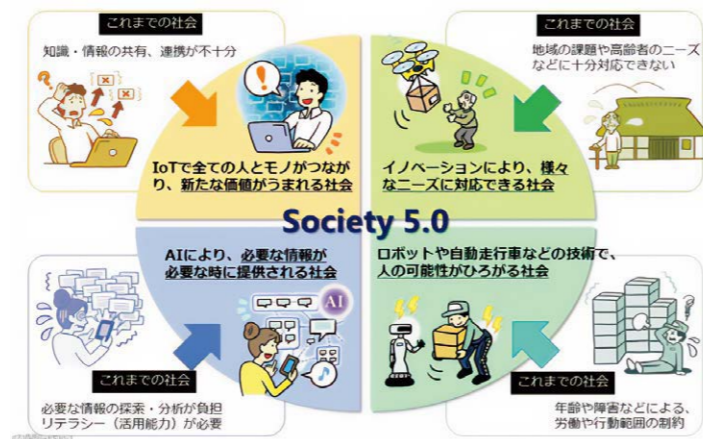 これまでの社会
知識・情報の共有、連携が不十分
IoTで全ての人とモノがつなが
り、新たな価値がうまれる社会
これまでの社会
地域の課題や高齢者のニーズ
などに十分対応できない
イノベーションにより、様々
なニーズに対応できる社会
Society 5.0
AIにより、必要な情報が
必要な時に提供される社会
AI
これまでの社会
必要な情報の探索・分析が負担
リテラシー（活用能力）が必要
ロボットや自動走行車などの技術で、
人の可能性がひろがる社会
これまでの社会
年齢や障害などによる、
労働や行動範囲の制約